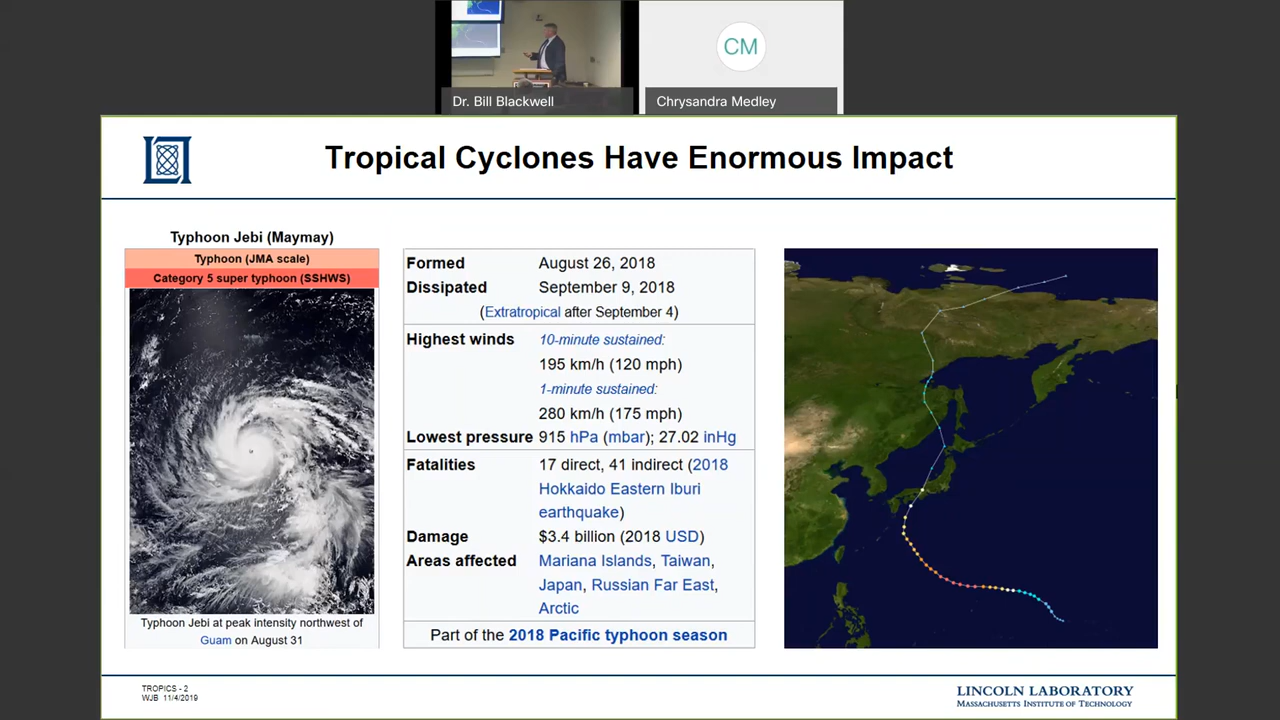 Dr. Bill Blackwell
CM
Chrysandra Medley
Tropical Cyclones Have Enormous Impact
Typhoon Jebi (Maymay)
Typhoon (JMA scale)
Category 5 super typhoon (SSHWS)
Typhoon Jebi at peak intensity northwest of
Guam on August 31
Formed August 26, 2018
Dissipated September 9, 2018
(Extratropical after September 4)
Highest winds 10-minute sustained:
195 km/h (120 mph)
1-minute sustained:
280 km/h (175 mph)
Lowest pressure 915 hPa (mbar); 27.02 inHg
Fatalities 17 direct, 41 indirect (2018
Hokkaido Eastern Iburi
earthquake)
Damage $3.4 billion (2018 USD)
Areas affected Mariana Islands, Taiwan,
Japan, Russian Far East,
Arctic
Part of the 2018 Pacific typhoon season
TROPICS - 2
WJB 11/4/2019
LINCOLN LABORATORY
MASSACHUSETTS INSTITUTE OF TECHNOLOGY